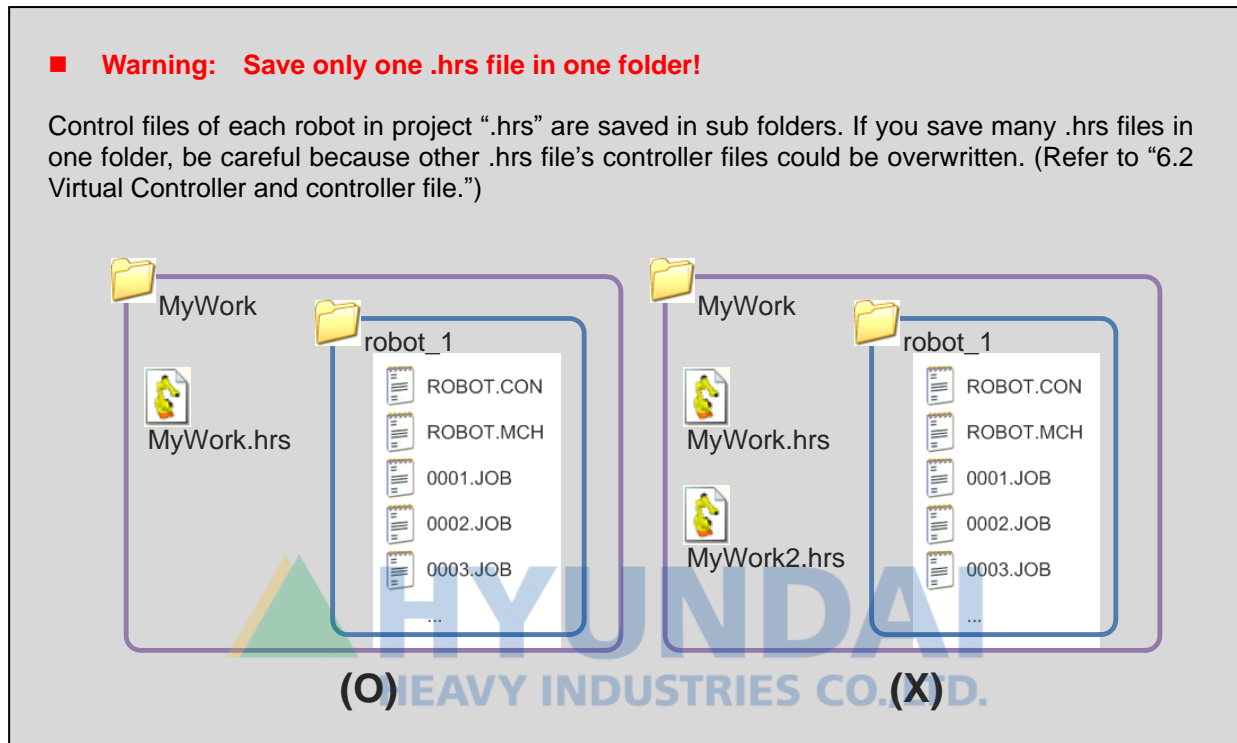 ■ Warning: Save only one .hrs file in one folder!
Control files of each robot in project “.hrs” are saved in sub folders. If you save many .hrs files in
one folder, be careful because other .hrs file’s controller files could be overwritten. (Refer to “6.2
Virtual Controller and controller file.”)
MyWork
robot_1
ROBOT.CON
ROBOT.MCH
MyWork.hrs
0001.JOB
0002.JOB
0003.JOB
...
(O)
MyWork
robot_1
ROBOT.CON
ROBOT.MCH
MyWork.hrs
0001.JOB
0002.JOB
MyWork2.hrs
0003.JOB
...
(X)
HYUNDAI
HEAVY INDUSTRIES CO.,LTD.